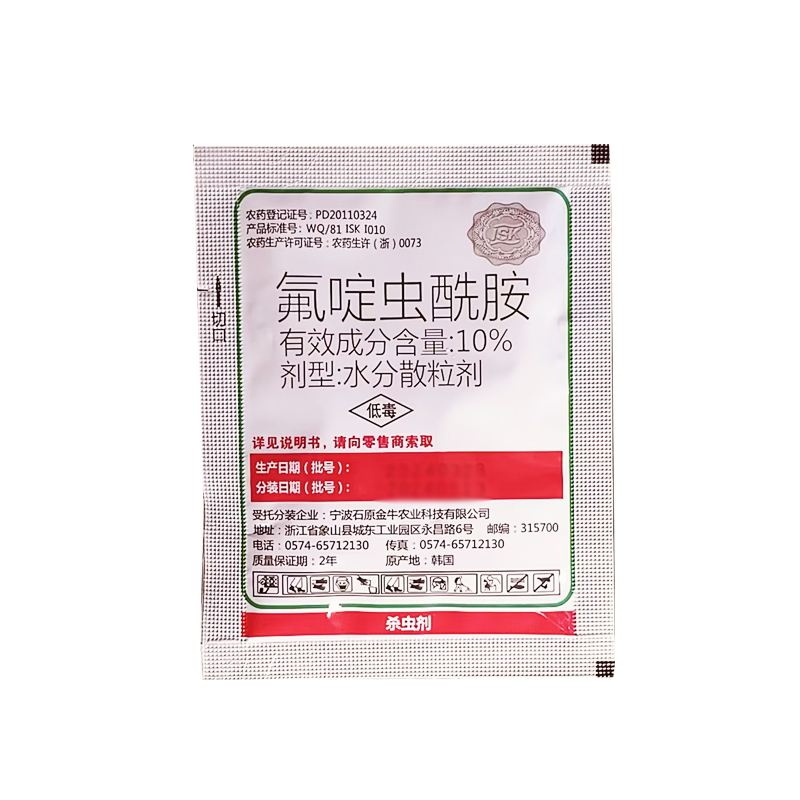 农药登记证号：PD20110324
产品标准号：WQ/81 ISK I010
农药生产许可证号：农药生许（浙）0073
ISK
切口
氟啶虫酰胺
有效成分含量:10%
剂型:水分散粒剂
低毒
详见说明书，请向零售商索取
生产日期（批号）：
分装日期（批号）：
受托分装企业：宁波石原金牛农业科技有限公司
地址：浙江省象山县城东工业园区永昌路6号 邮编：315700
电话：0574-65712130 传真：0574-65712130
质量保证期：2年 原产地：韩国
杀虫剂